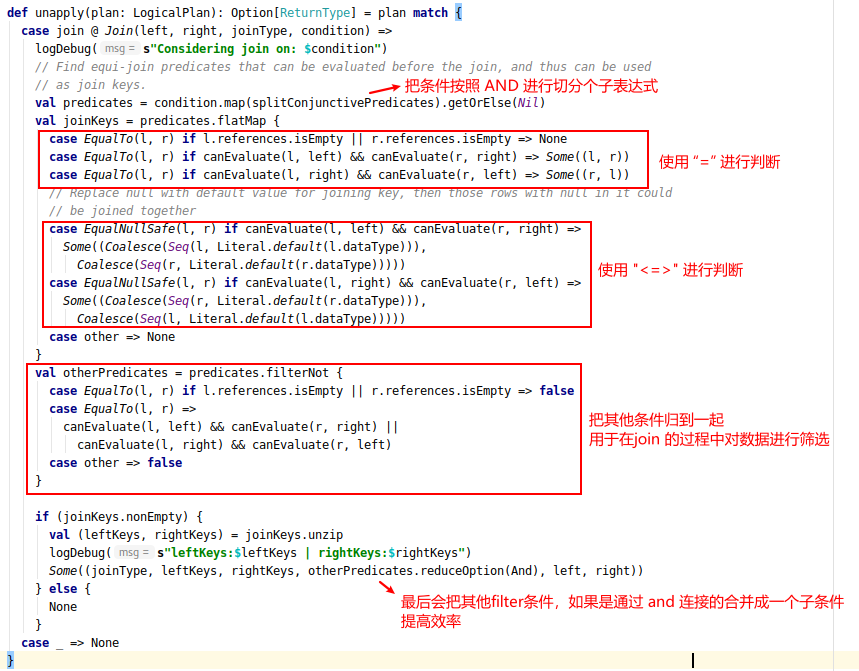 def unapply(plan: LogicalPlan): Option[ReturnType] = plan match {
case join @ Join(left, right, joinType, condition) =>
logDebug( msg = s"Considering join on: $condition")
// Find equi-join predicates that can be evaluated before the join, and thus can be used
// as join keys.
把条件按照 AND 进行切分个子表达式
val predicates = condition.map(splitConjunctivePredicates).getOrElse(Nil)
val joinKeys = predicates.flatMap {
case EqualTo(l, r) if l.references.isEmpty || r.references.isEmpty => None
case EqualTo(l, r) if canEvaluate(l, left) && canEvaluate(r, right) => Some((l, r))
使用 “=“ 进行判断
case EqualTo(l, r) if canEvaluate(l, right) && canEvaluate(r, left) => Some((r, l))
// Replace null with default value for joining key, then those rows with null in it could
// be joined together
case EqualNullSafe(l, r) if canEvaluate(l, left) && canEvaluate(r, right) =>
Some((Coalesce(Seq(l, Literal.default(l.dataType))),
Coalesce(Seq(r, Literal.default(r.dataType)))))
使用 "<=>" 进行判断
case EqualNullSafe(l, r) if canEvaluate(l, right) && canEvaluate(r, left) =>
Some((Coalesce(Seq(r, Literal.default(r.dataType))),
Coalesce(Seq(l, Literal.default(l.dataType)))))
case other => None
}
val otherPredicates = predicates.filterNot {
case EqualTo(l, r) if l.references.isEmpty || r.references.isEmpty => false
case EqualTo(l, r) =>
canEvaluate(l, left) && canEvaluate(r, right) ||
canEvaluate(l, right) && canEvaluate(r, left)
case other => false
}
把其他条件归到一起
用于在join 的过程中对数据进行筛选
if (joinKeys.nonEmpty) {
val (leftKeys, rightKeys) = joinKeys.unzip
logDebug( msg = s"leftKeys:$leftKeys | rightKeys:$rightKeys")
Some((joinType, leftKeys, rightKeys, otherPredicates.reduceOption(And), left, right))
} else {
None
}
最后会把其他filter条件，如果是通过 and 连接的合并成一个子条件
提高效率
case _ => None
}